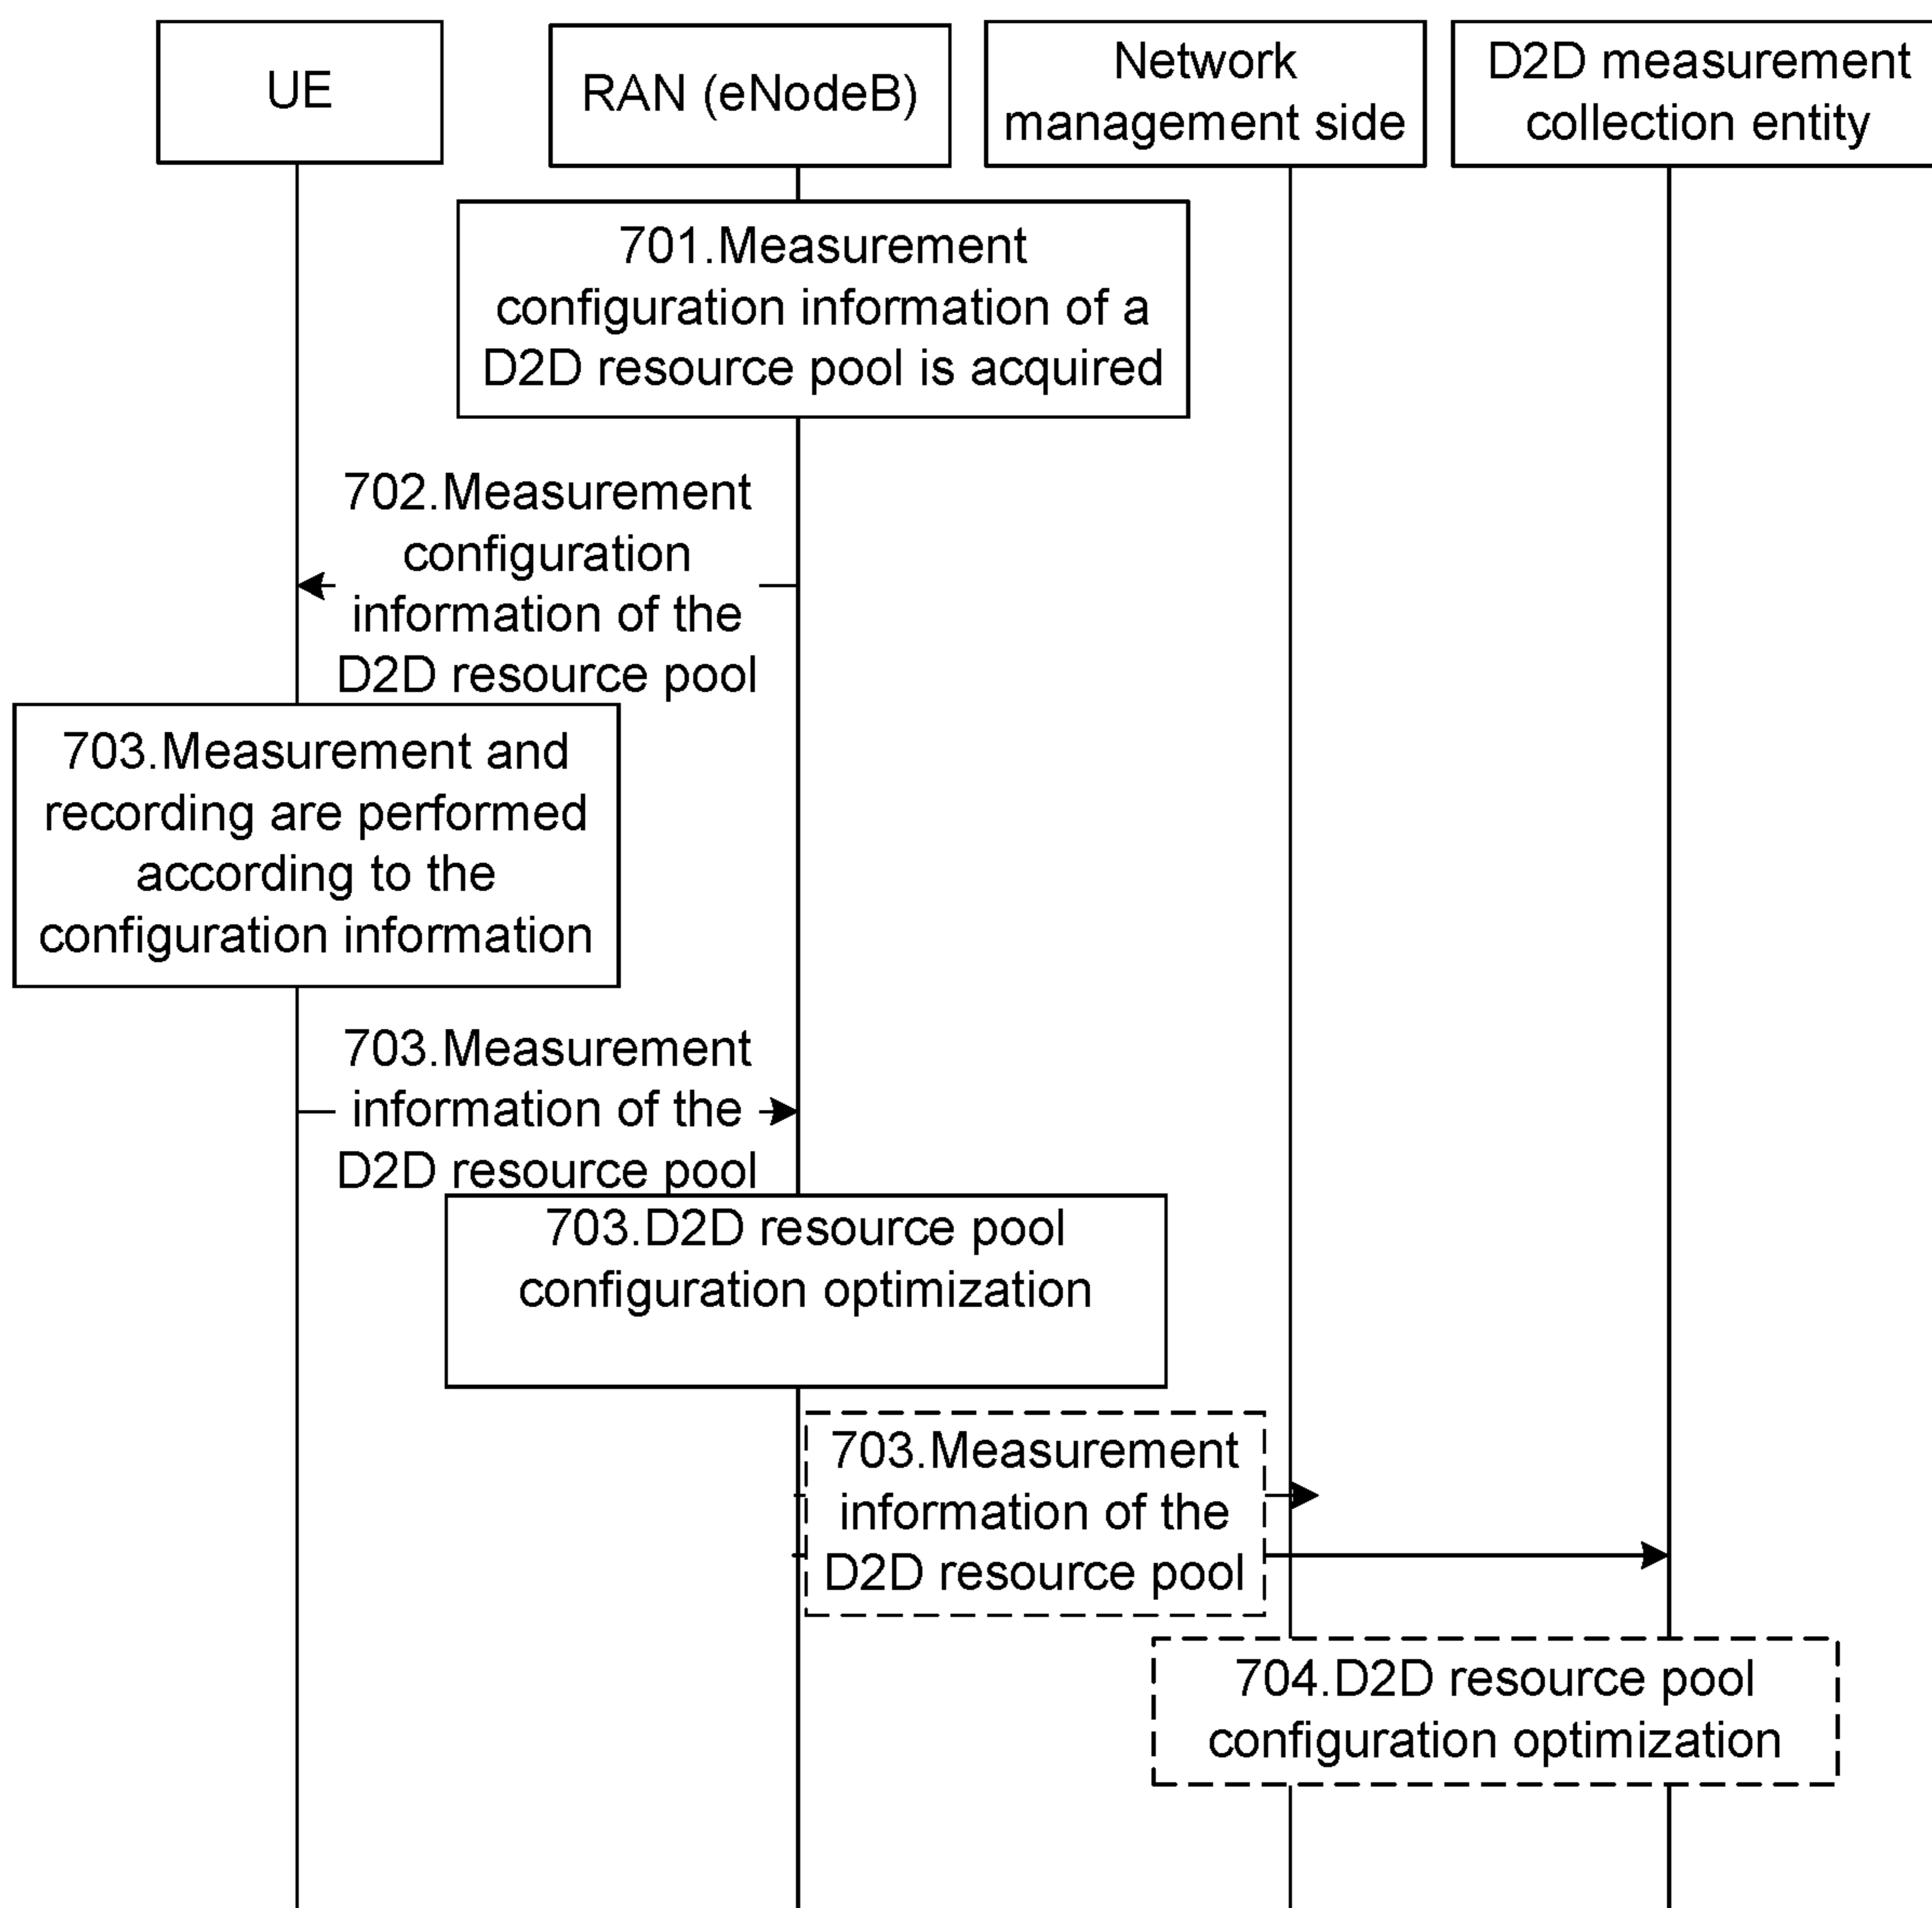 UE
RAN (eNodeB)
Network
management side
D2D measurement
collection entity
701.Measurement
configuration information of a
D2D resource pool is acquired
702.Measurement
configuration
information of the
D2D resource pool
703.Measurement and
recording are performed
according to the
configuration information
703.Measurement
information of the
D2D resource pool
703.D2D resource pool
configuration optimization
703.Measurement
information of the
D2D resource pool
704.D2D resource pool
configuration optimization